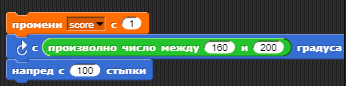 промени score с 1
с произволно число между 160 и 200 градуса
напред с 100 стъпки